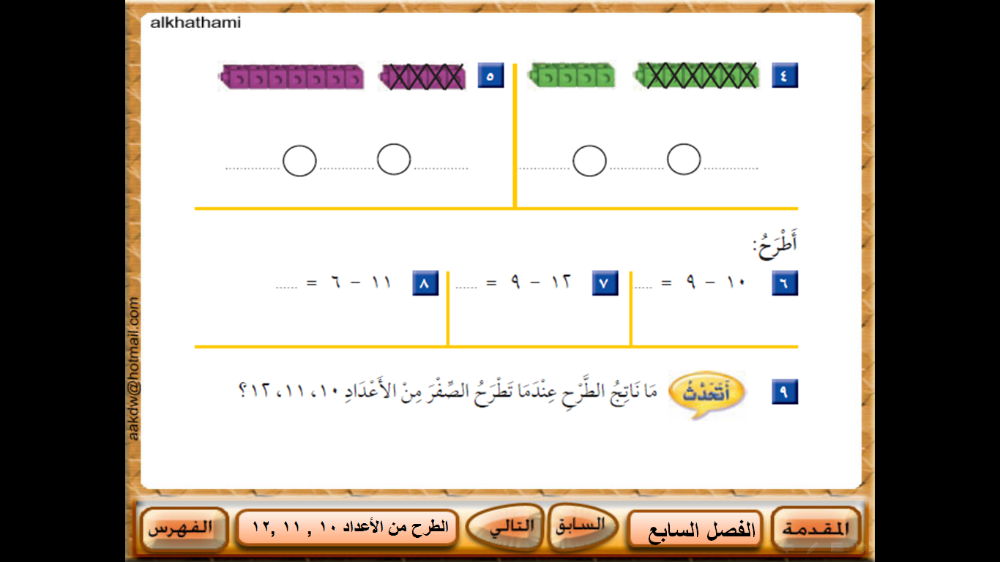 alkhathami
٤
٥
أَطْرَحُ:
٦ ١٠ − ٩ = .....
٧ ١٢ − ٩ = .....
٨ ١١ − ٦ = .....
٩ أَتَحَدَّثُ مَا نَاتِجُ الطَّرْحِ عِنْدَمَا تَطْرَحُ الصِّفْرَ مِنْ الأَعْدَادِ ١٠، ١١، ١٢؟
aakdw@hotmail.com
المقدمة الفصل السابع السابق التالي الطرح من الأعداد ١٠ , ١١ ,١٢ الفهرس